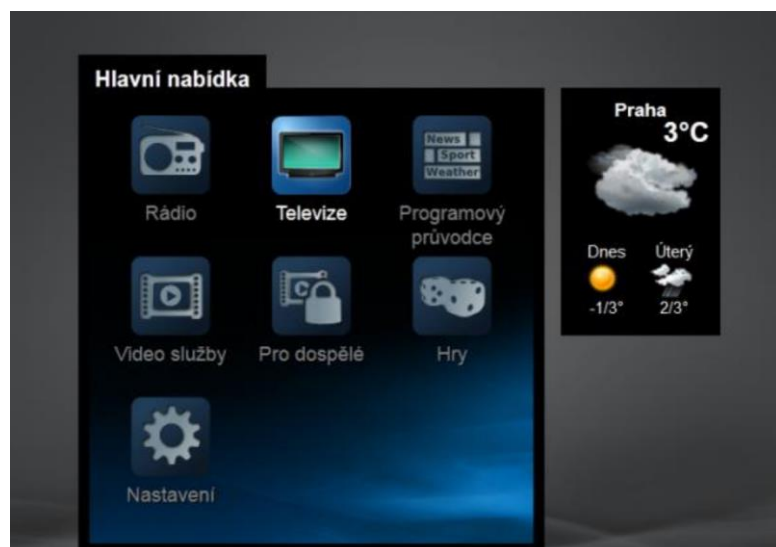 Hlavní nabídka
Rádio
Televize
News
Sport
Weather
Programový
průvodce
Video služby
Pro dospělé
Hry
Nastavení
Praha
3°C
Dnes
Úterý
-1/3°
2/3°